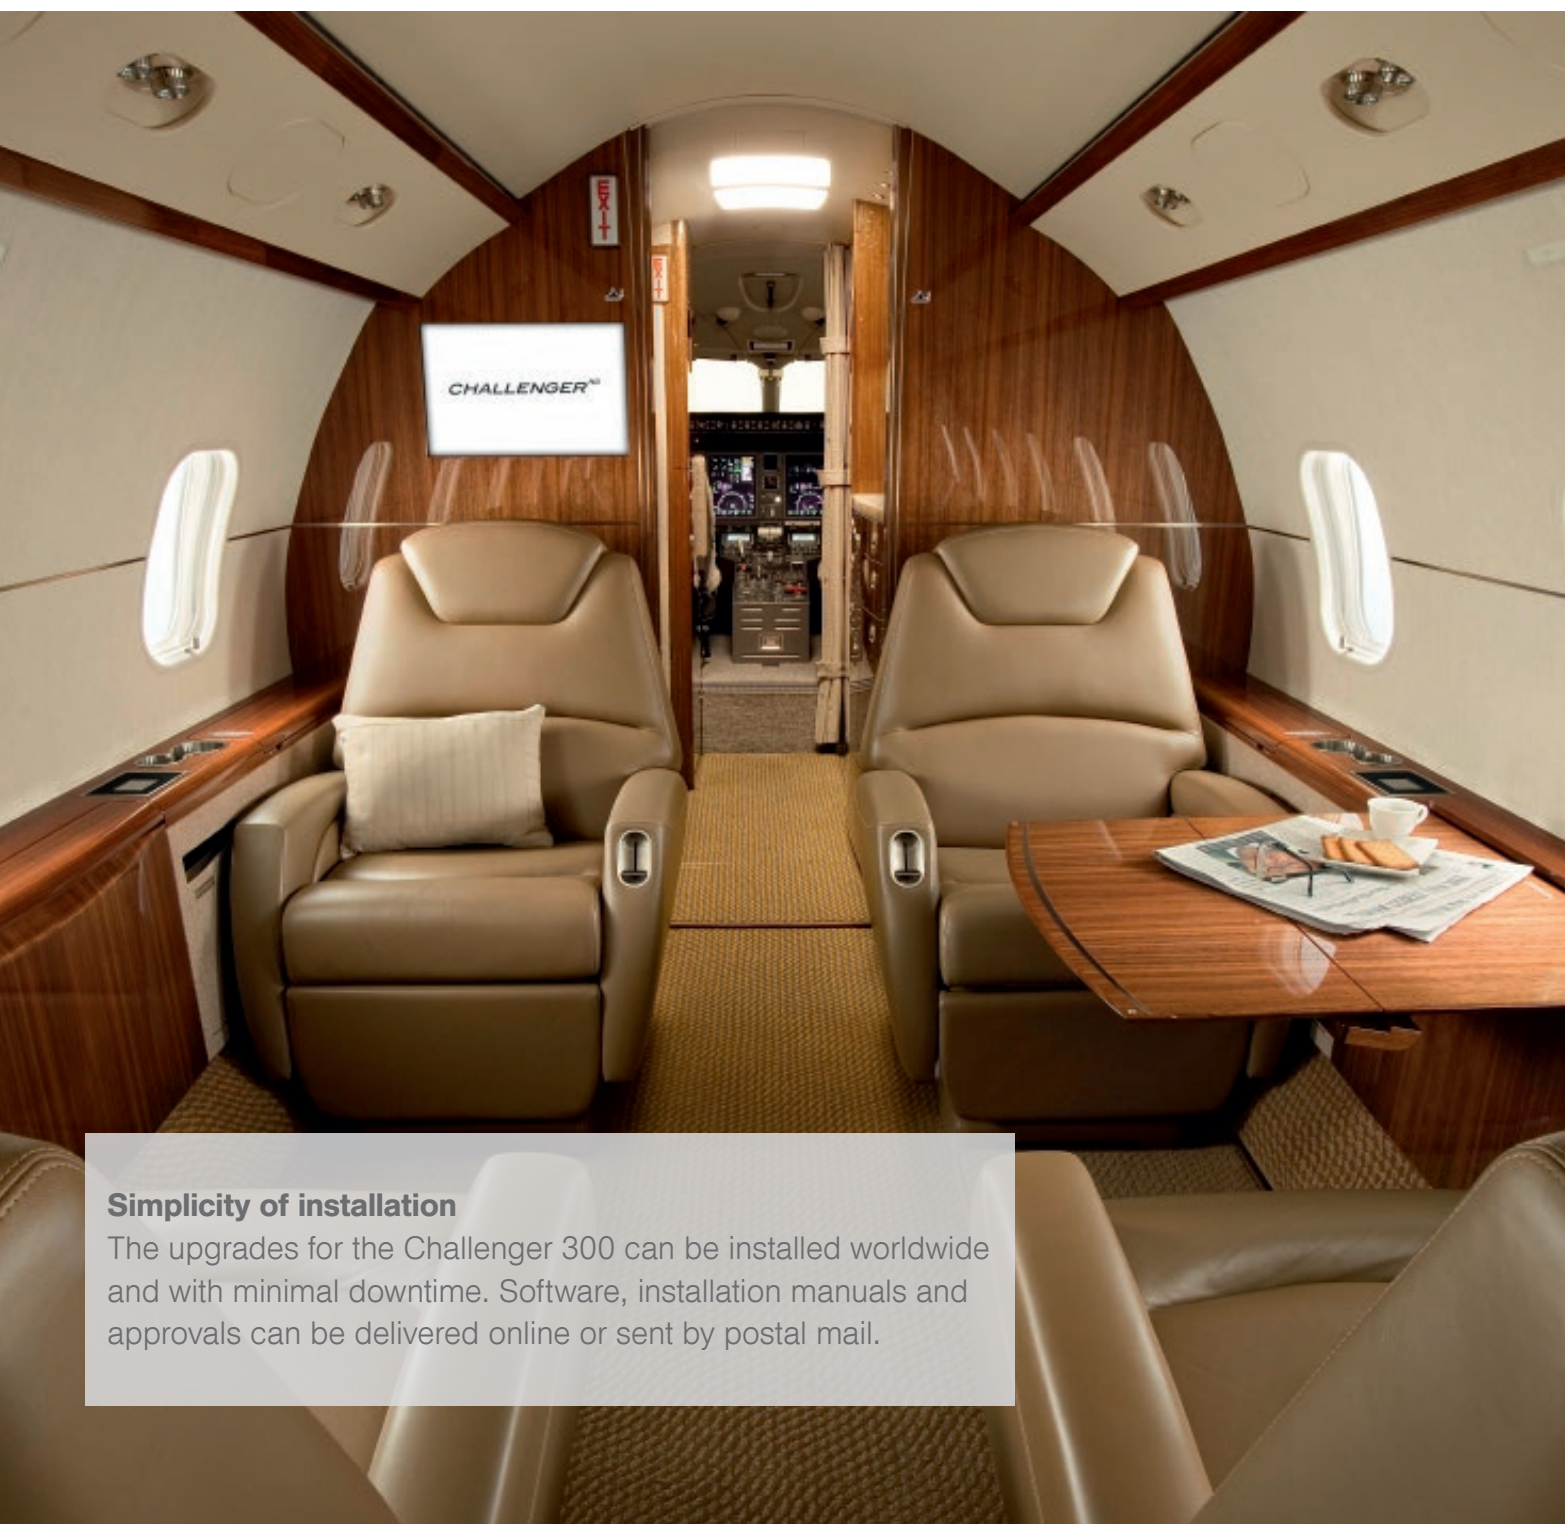 EXIT
EXIT
CHALLENGER
Simplicity of installation
The upgrades for the Challenger 300 can be installed worldwide
and with minimal downtime. Software, installation manuals and
approvals can be delivered online or sent by postal mail.